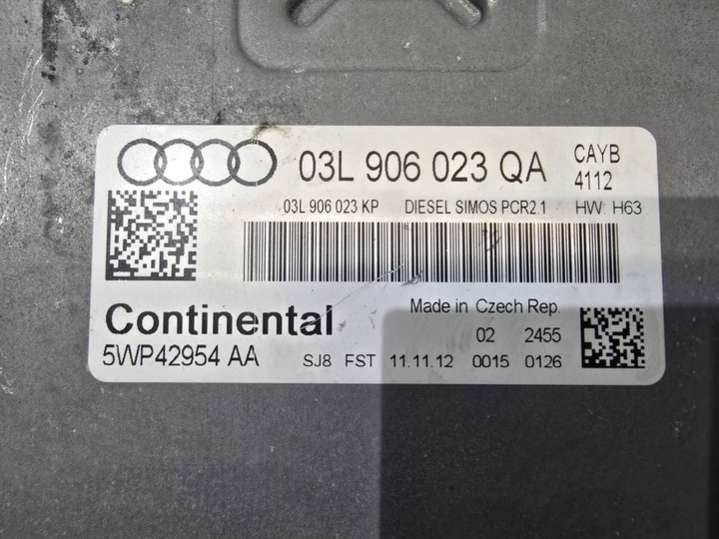 03L 906 023 QA CAYB
4112
03L 906 023 KP DIESEL SIMOS PCR2.1 HW H63
Continental Made in Czech Rep.
02 2455
5WP42954 AA SJ8 FST 11.11.12 0015 0126